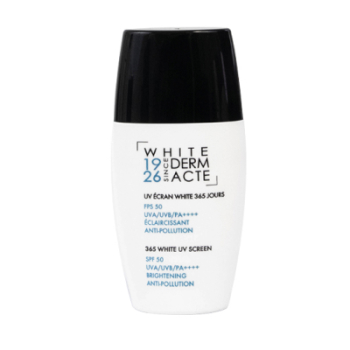 WHITE
19 SINCE DERM
26 ACTE
UV ÉCRAN WHITE 365 JOURS
FPS 50
UVA/UVB/PA++++
ÉCLAIRCISSANT
ANTI-POLLUTION
365 WHITE UV SCREEN
SPF 50
UVA/UVB/PA++++
BRIGHTENING
ANTI-POLLUTION